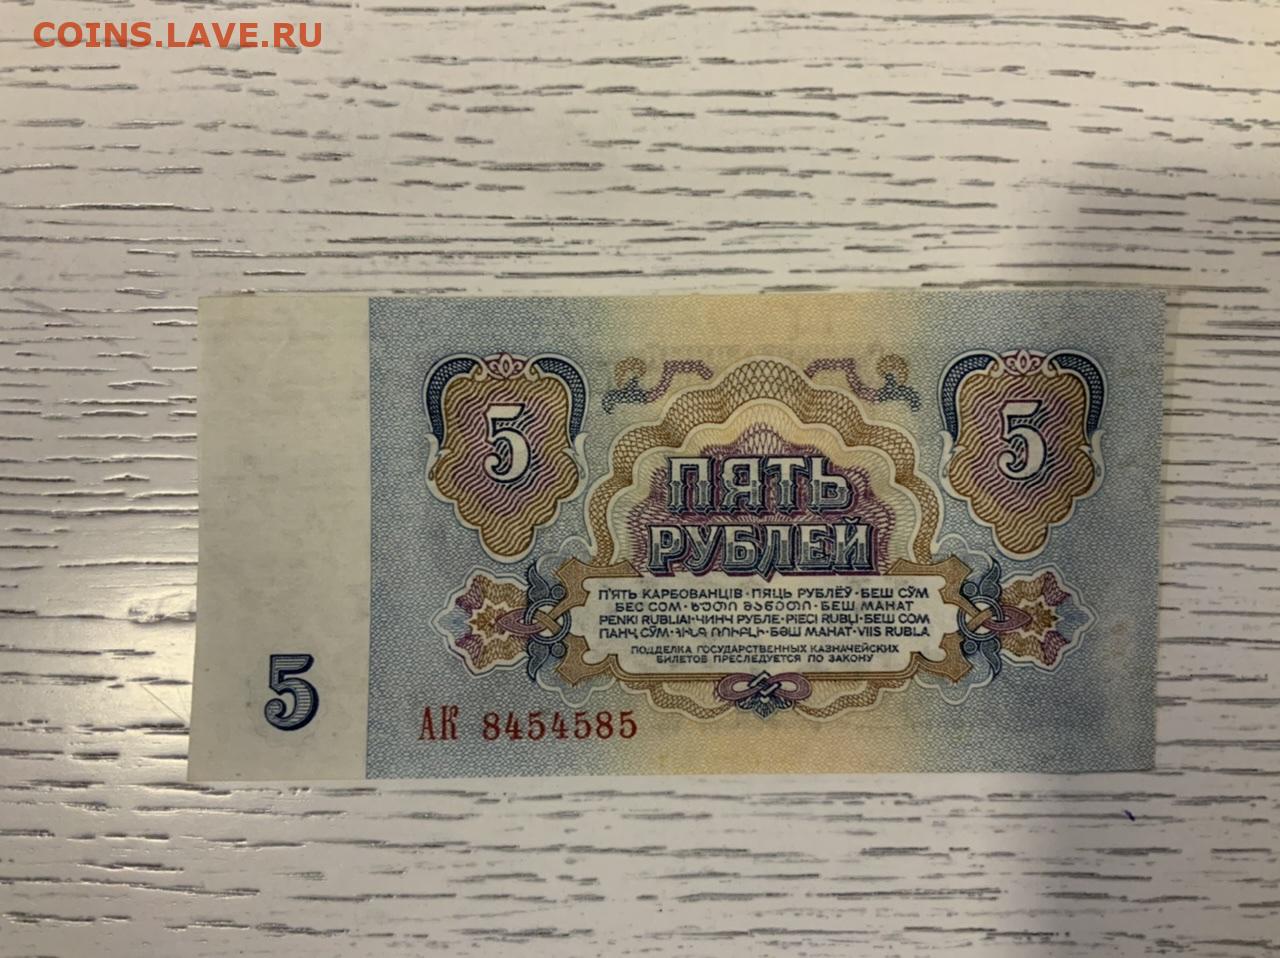 COINS.LAVE.RU
5
5
ПЯТЬ
РУБЛЕЙ
П'ЯТЬ КАРБОВАНЦІВ · ПЯЦЬ РУБЛЁЎ · БЕШ СЎМ
БЕС СОМ · ხუთი მანეთი · БЕШ МАНАТ
PENKI RUBLIAI · ЧИНЧ РУБЛЕ · PIECI RUBĻI · БЕШ СОМ
ПАНҶ СӮМ · ՀԻՆԳ ՌՈՒԲԼԻ · БӘШ МАНАТ · VIIS RUBLA
ПОДДЕЛКА ГОСУДАРСТВЕННЫХ КАЗНАЧЕЙСКИХ
БИЛЕТОВ ПРЕСЛЕДУЕТСЯ ПО ЗАКОНУ
5
АК 8454585